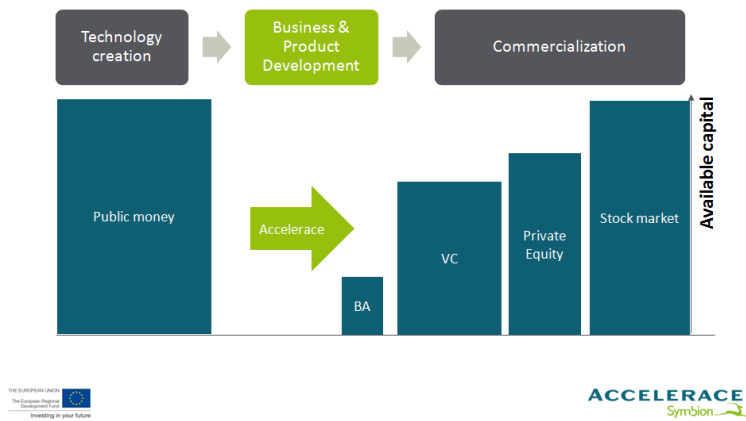 Technology
creation
Business &
Product
Development
Commercialization
Public money
Accelerace
BA
VC
Private
Equity
Stock market
Available capital
THE EUROPEAN UNION
The European Regional
Development Fund
Investing in your future
ACCELERACE
Symbion